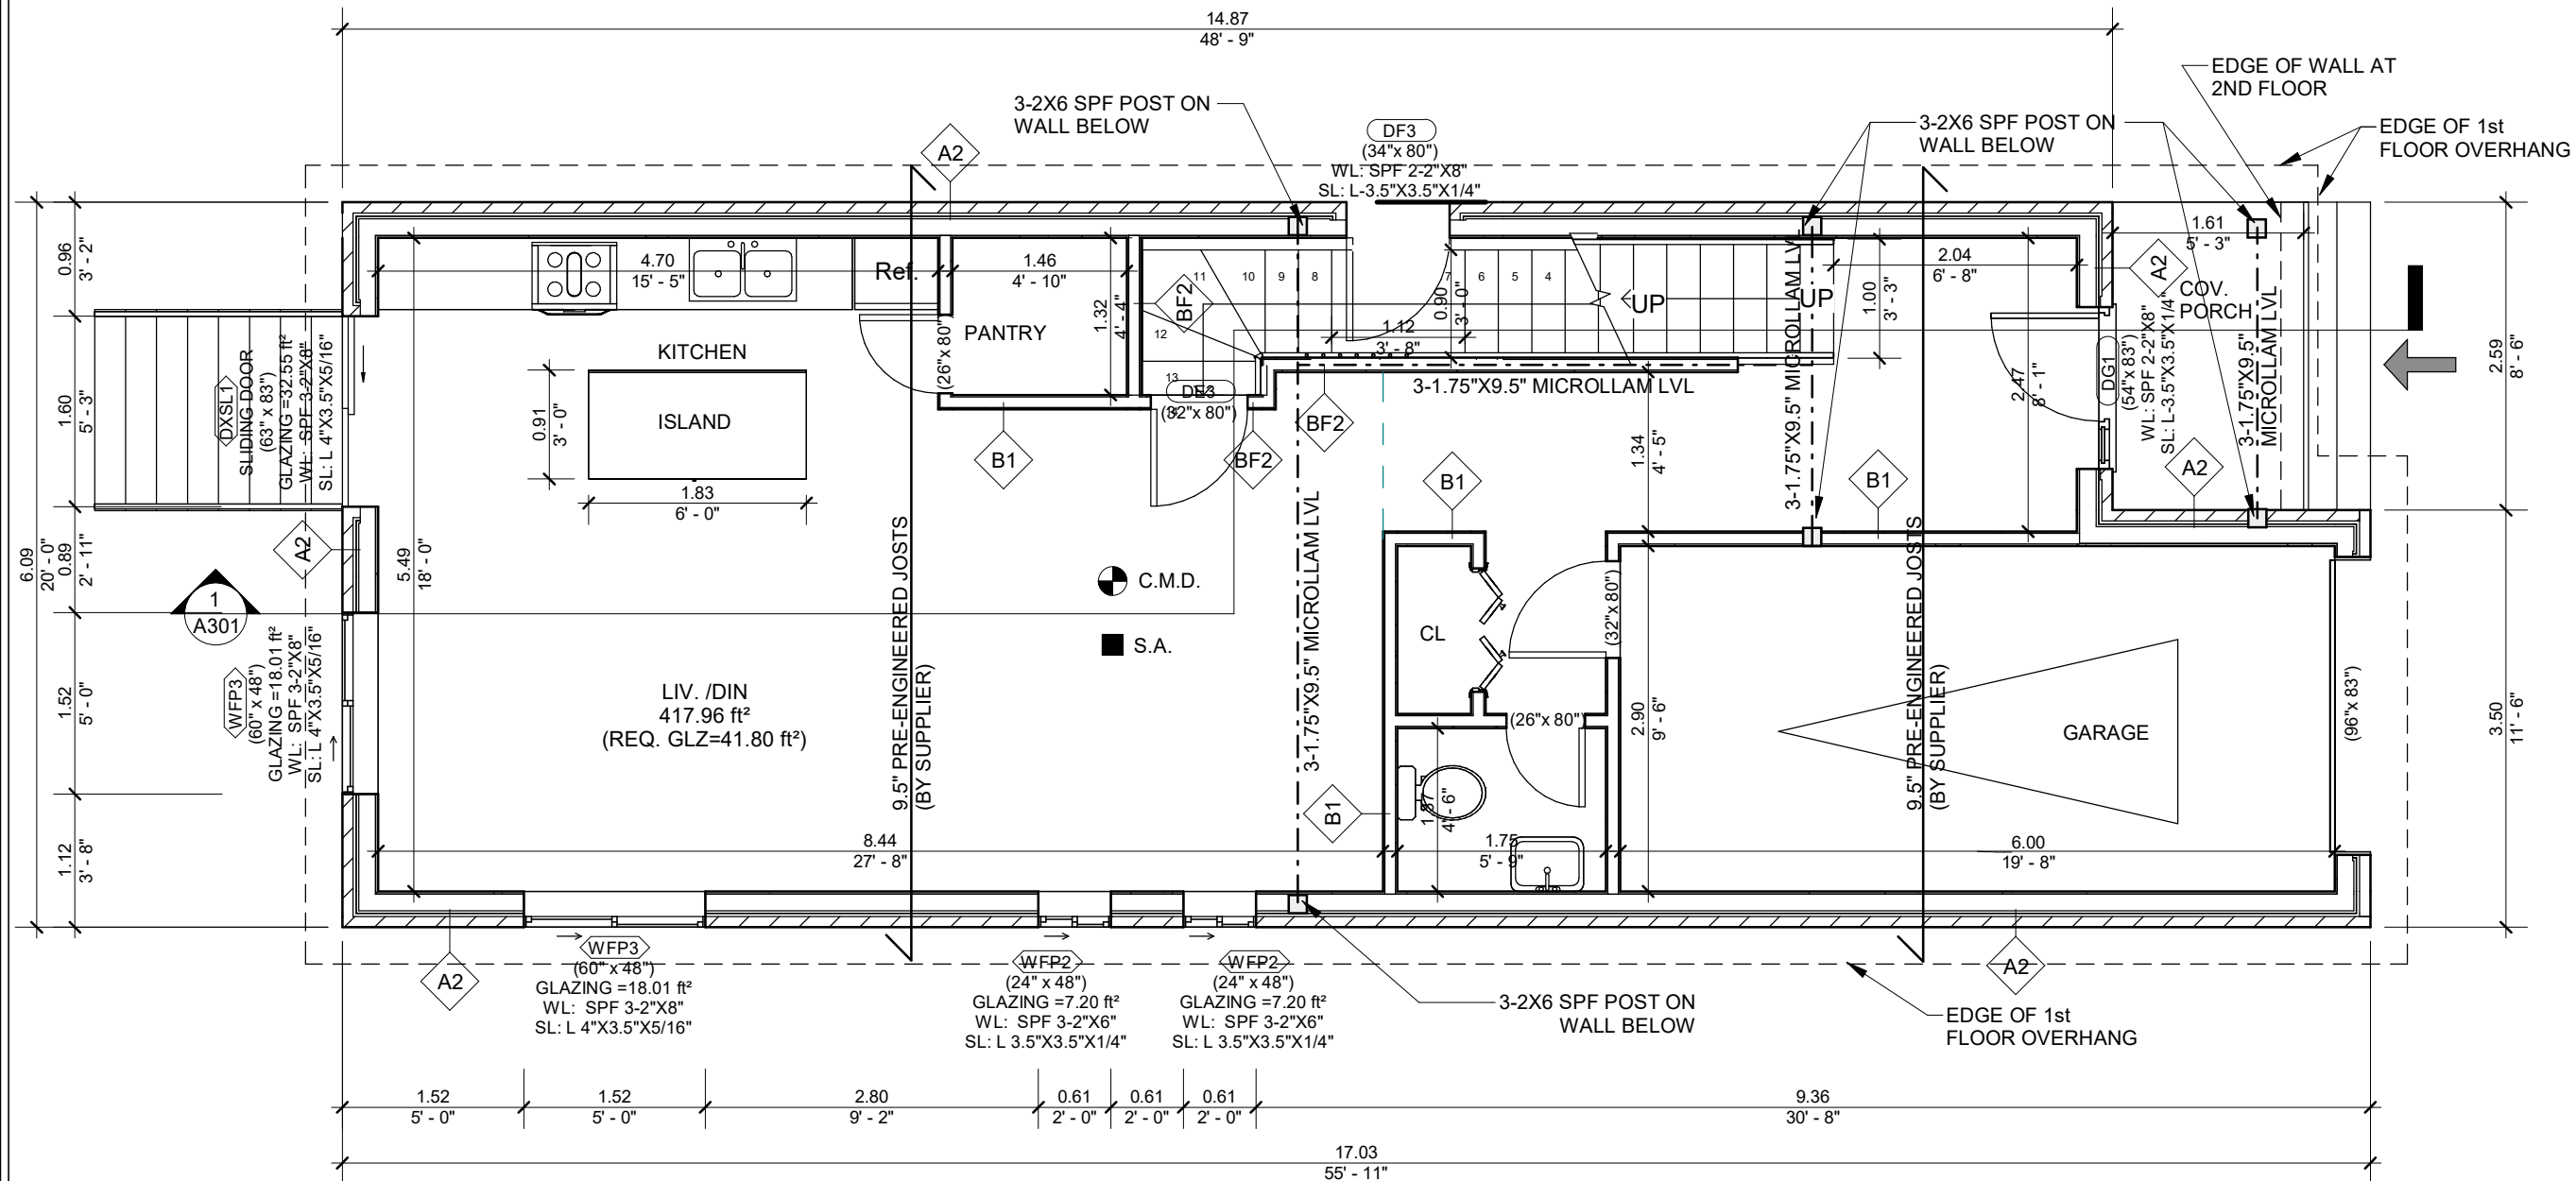 14.87
48' - 9"
EDGE OF WALL AT
2ND FLOOR
3-2X6 SPF POST ON
WALL BELOW
DF3
(34"x 80")
WL: SPF 2-2"X8"
SL: L-3.5"X3.5"X1/4"
3-2X6 SPF POST ON
WALL BELOW
EDGE OF 1st
FLOOR OVERHANG
A2
6.09
20' - 0"
0.96
3' - 2"
1.60
5' - 3"
0.89
2' - 11"
1.52
5' - 0"
1.12
3' - 8"
DXSL1
SLIDING DOOR
(63" x 83")
GLAZING =32.55 ft²
WL: SPF 3-2"X8"
SL: L 4"X3.5"X5/16"
A2
1
A301
WFP3
(60" x 48")
GLAZING =18.01 ft²
WL: SPF 3-2"X8"
SL: L 4"X3.5"X5/16"
4.70
15' - 5"
Ref.
1.46
4' - 10"
1.32
4' - 4"
PANTRY
(26"x 80")
KITCHEN
ISLAND
0.91
3' - 0"
1.83
6' - 0"
5.49
18' - 0"
BF2
11
10
9
8
7
6
5
4
12
13
DE3
(32"x 80")
0.90
3' - 0"
1.12
3' - 8"
UP
UP
1.00
3' - 3"
2.04
6' - 8"
3-1.75"X9.5" MICROLLAM LVL
3-1.75"X9.5" MICROLLAM LVL
BF2
BF2
B1
B1
B1
1.34
4' - 5"
2.47
8' - 1"
A2
1.61
5' - 3"
COV.
PORCH
DG1
(54"x 83")
WL: SPF 2-2"X8"
SL: L-3.5"X3.5"X1/4"
3-1.75"X9.5"
MICROLLAM LVL
A2
2.59
8' - 6"
3.50
11' - 6"
C.M.D.
S.A.
LIV. /DIN
417.96 ft²
(REQ. GLZ=41.80 ft²)
9.5" PRE-ENGINEERED JOSTS
(BY SUPPLIER)
3-1.75"X9.5" MICROLLAM LVL
CL
(32"x 80")
(26"x 80")
2.90
9' - 6"
4' - 6"
B1
1.75
5' - 9"
9.5" PRE-ENGINEERED JOSTS
(BY SUPPLIER)
GARAGE
(96"x 83")
8.44
27' - 8"
6.00
19' - 8"
A2
WFP3
(60" x 48")
GLAZING =18.01 ft²
WL: SPF 3-2"X8"
SL: L 4"X3.5"X5/16"
WFP2
(24" x 48")
GLAZING =7.20 ft²
WL: SPF 3-2"X6"
SL: L 3.5"X3.5"X1/4"
WFP2
(24" x 48")
GLAZING =7.20 ft²
WL: SPF 3-2"X6"
SL: L 3.5"X3.5"X1/4"
3-2X6 SPF POST ON
WALL BELOW
A2
EDGE OF 1st
FLOOR OVERHANG
1.52
5' - 0"
1.52
5' - 0"
2.80
9' - 2"
0.61
2' - 0"
0.61
2' - 0"
0.61
2' - 0"
9.36
30' - 8"
17.03
55' - 11"